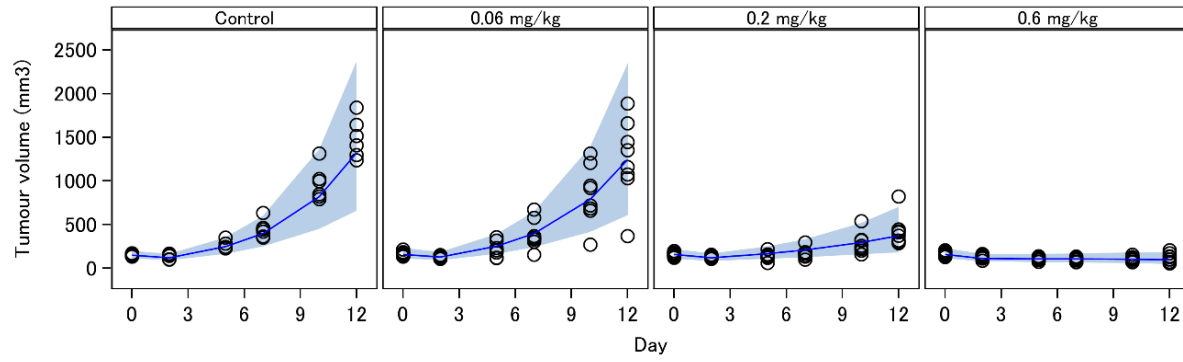 Control 0.06 mg/kg 0.2 mg/kg 0.6 mg/kg
Tumour volume (mm3)
2500
2000
1500
1000
500
0
0 3 6 9 12 0 3 6 9 12 0 3 6 9 12 0 3 6 9 12
Day